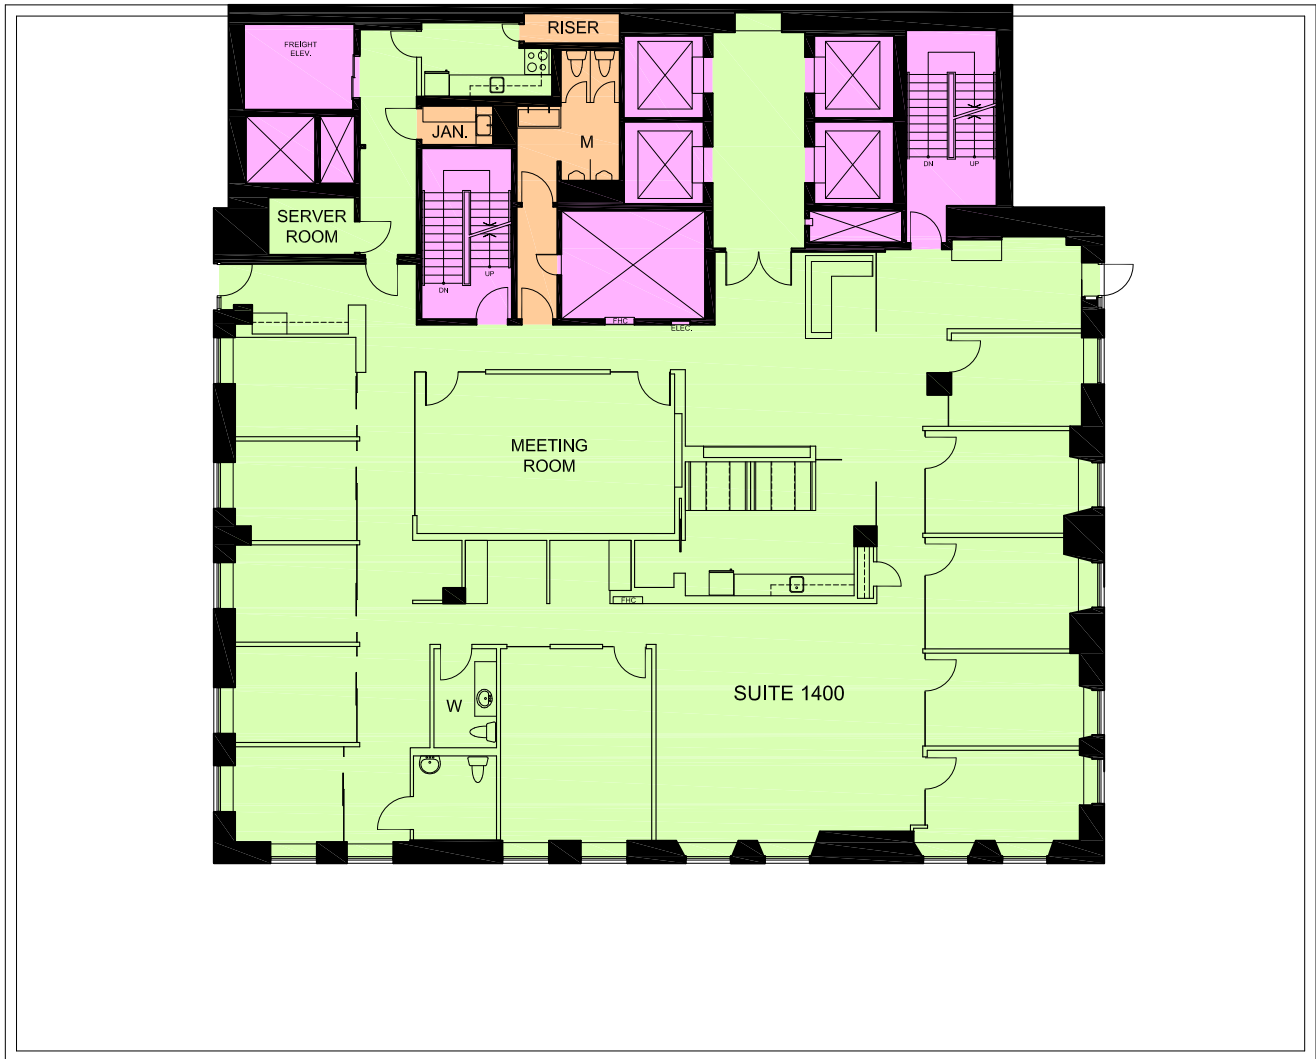 RISER
FREIGHT
ELEV.
JAN.
M
DN
UP
SERVER
ROOM
UP
DN
FHC
ELEC.
MEETING
ROOM
FHC
SUITE 1400
W